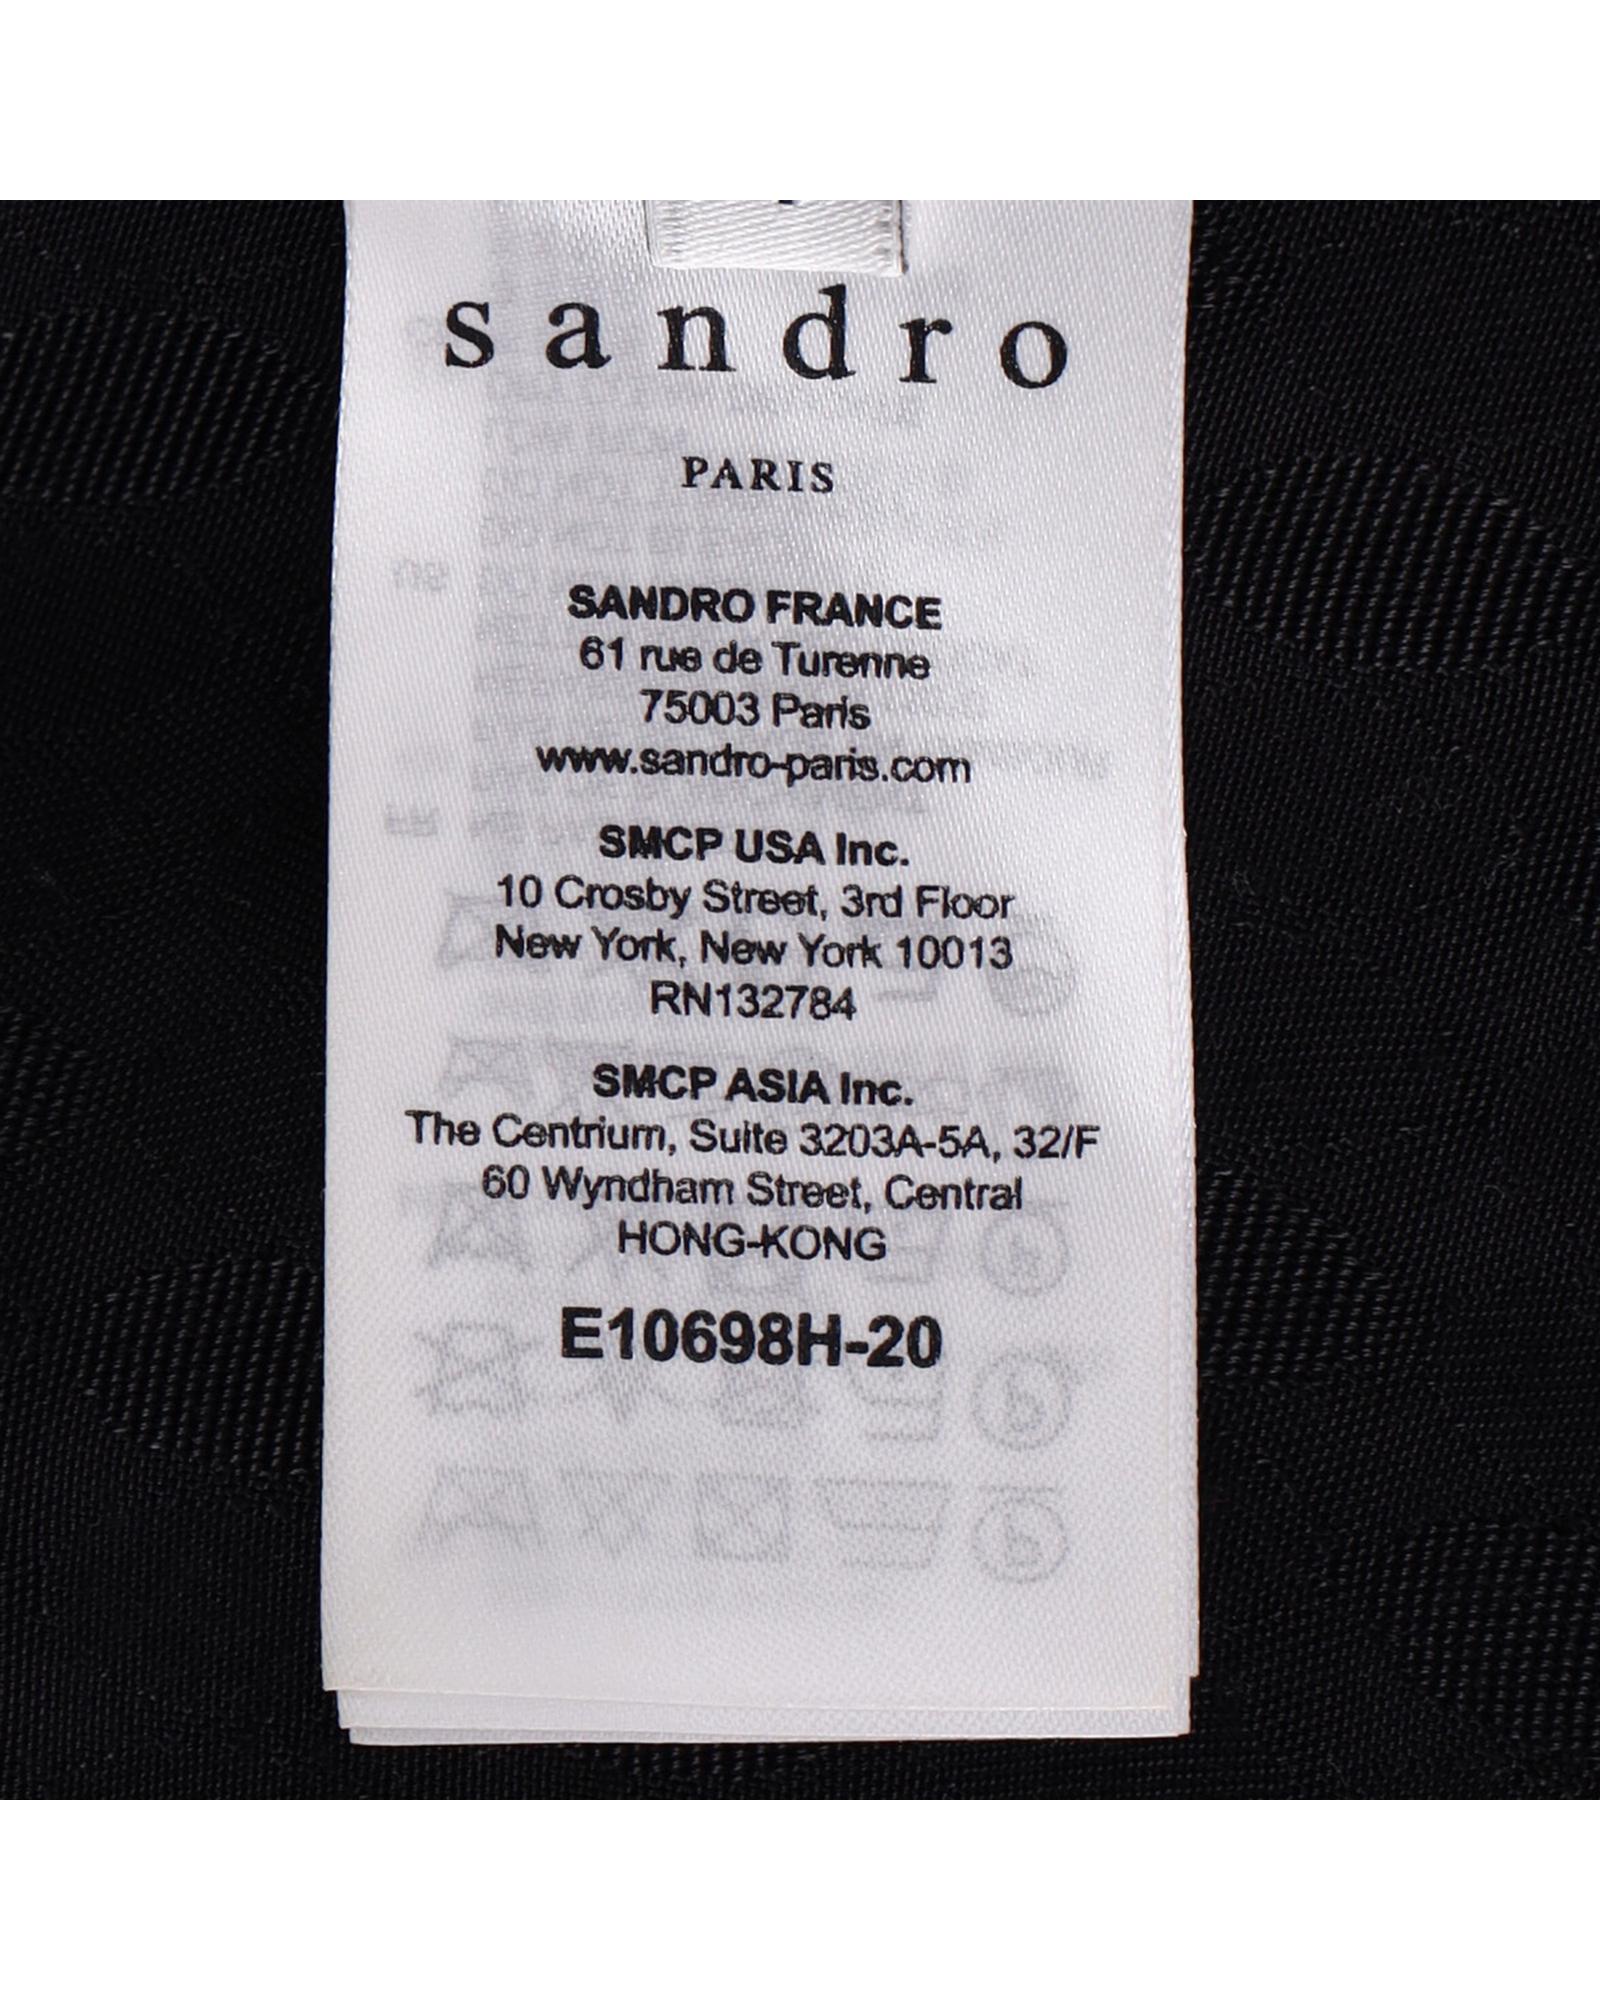 sandro
PARIS
SANDRO FRANCE
61 rue de Turenne
75003 Paris
www.sandro-paris.com
SMCP USA Inc.
10 Crosby Street, 3rd Floor
New York, New York 10013
RN132784
SMCP ASIA Inc.
The Centrium, Suite 3203A-5A, 32/F
60 Wyndham Street, Central
HONG-KONG
E10698H-20